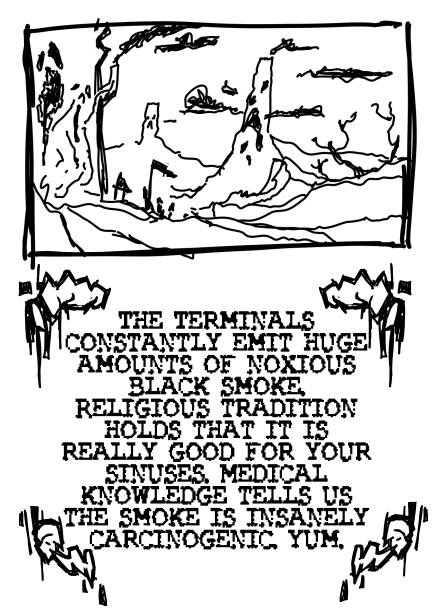 THE TERMINALS
CONSTANTLY EMIT HUGE
AMOUNTS OF NOXIOUS
BLACK SMOKE.
RELIGIOUS TRADITION
HOLDS THAT IT IS
REALLY GOOD FOR YOUR
SINUSES. MEDICAL
KNOWLEDGE TELLS US
THE SMOKE IS INSANELY
CARCINOGENIC. YUM.